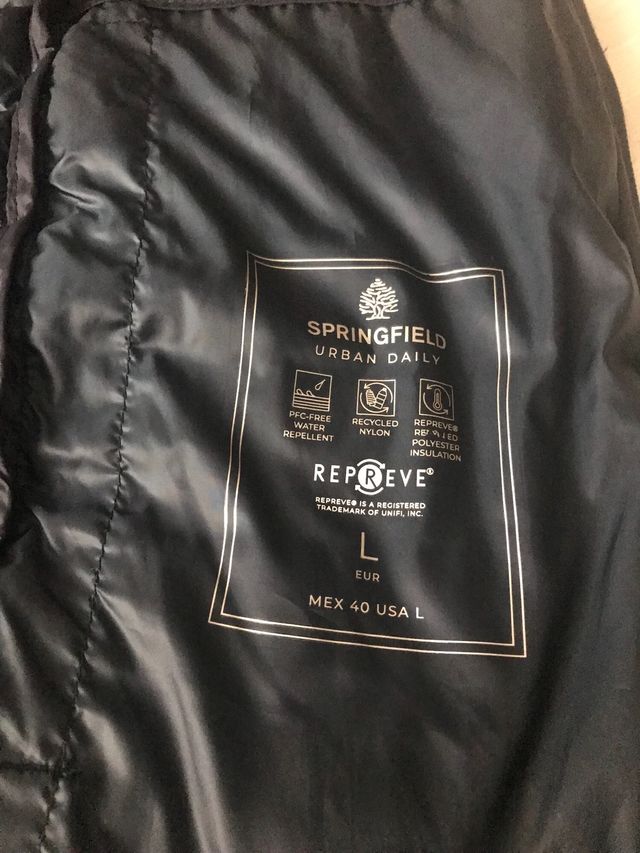 SPRINGFIELD
URBAN DAILY
PFC-FREE
WATER
REPELLENT
RECYCLED
NYLON
REPREVE®
POLYESTER
INSULATION
REPREVE®
REPREVE® IS A REGISTERED
TRADEMARK OF UNIFI, INC.
L
EUR
MEX 40 USA L